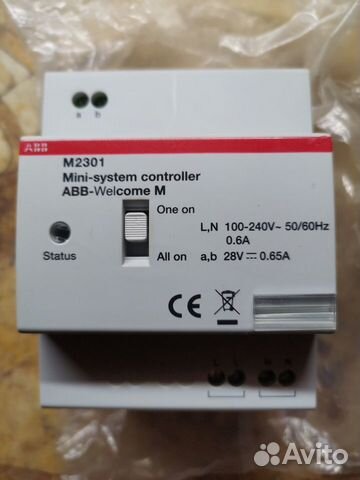 a b
ABB
M2301
Mini-system controller
ABB-Welcome M
One on
L,N 100-240V~ 50/60Hz
0.6A
Status
All on
a,b 28V⎓0.65A
CE
L L N N
Avito